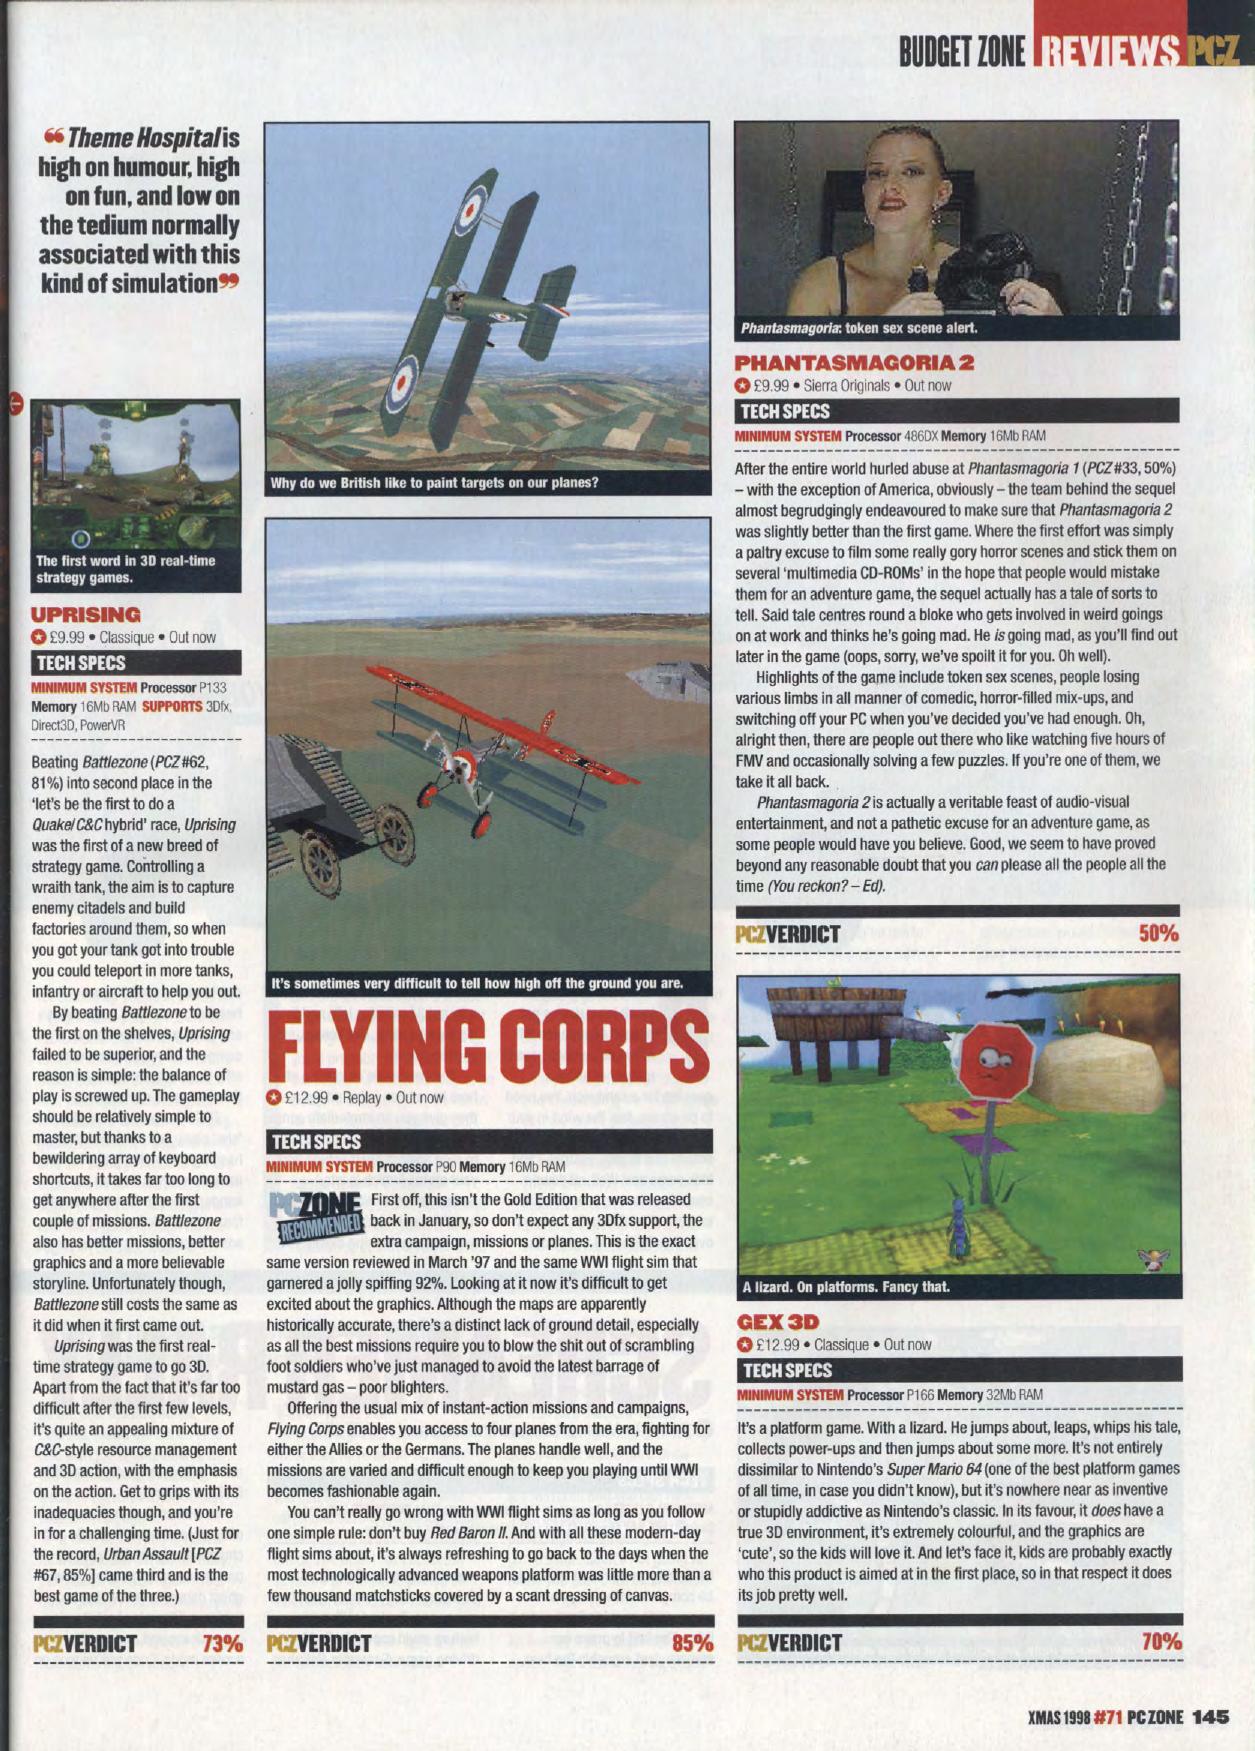 BUDGET ZONE REVIEWS PCZ
“Theme Hospital is
high on humour, high
on fun, and low on
the tedium normally
associated with this
kind of simulation”
The first word in 3D real-time
strategy games.
UPRISING
£9.99 • Classique • Out now
TECH SPECS
MINIMUM SYSTEM Processor P133
Memory 16Mb RAM SUPPORTS 3Dfx,
Direct3D, PowerVR
Beating Battlezone (PCZ #62,
81%) into second place in the
‘let’s be the first to do a
Quake/C&C hybrid’ race, Uprising
was the first of a new breed of
strategy game. Controlling a
wraith tank, the aim is to capture
enemy citadels and build
factories around them, so when
you got your tank got into trouble
you could teleport in more tanks,
infantry or aircraft to help you out.
By beating Battlezone to be
the first on the shelves, Uprising
failed to be superior, and the
reason is simple: the balance of
play is screwed up. The gameplay
should be relatively simple to
master, but thanks to a
bewildering array of keyboard
shortcuts, it takes far too long to
get anywhere after the first
couple of missions. Battlezone
also has better missions, better
graphics and a more believable
storyline. Unfortunately though,
Battlezone still costs the same as
it did when it first came out.
Uprising was the first real-
time strategy game to go 3D.
Apart from the fact that it’s far too
difficult after the first few levels,
it’s quite an appealing mixture of
C&C-style resource management
and 3D action, with the emphasis
on the action. Get to grips with its
inadequacies though, and you’re
in for a challenging time. (Just for
the record, Urban Assault [PCZ
#67, 85%] came third and is the
best game of the three.)
PCZVERDICT 73%
Why do we British like to paint targets on our planes?
It’s sometimes very difficult to tell how high off the ground you are.
FLYING CORPS
£12.99 • Replay • Out now
TECH SPECS
MINIMUM SYSTEM Processor P90 Memory 16Mb RAM
PCZONE
RECOMMENDED
First off, this isn’t the Gold Edition that was released
back in January, so don’t expect any 3Dfx support, the
extra campaign, missions or planes. This is the exact
same version reviewed in March ’97 and the same WWI flight sim that
garnered a jolly spiffing 92%. Looking at it now it’s difficult to get
excited about the graphics. Although the maps are apparently
historically accurate, there’s a distinct lack of ground detail, especially
as all the best missions require you to blow the shit out of scrambling
foot soldiers who’ve just managed to avoid the latest barrage of
mustard gas – poor blighters.
Offering the usual mix of instant-action missions and campaigns,
Flying Corps enables you access to four planes from the era, fighting for
either the Allies or the Germans. The planes handle well, and the
missions are varied and difficult enough to keep you playing until WWI
becomes fashionable again.
You can’t really go wrong with WWI flight sims as long as you follow
one simple rule: don’t buy Red Baron II. And with all these modern-day
flight sims about, it’s always refreshing to go back to the days when the
most technologically advanced weapons platform was little more than a
few thousand matchsticks covered by a scant dressing of canvas.
PCZVERDICT 85%
Phantasmagoria: token sex scene alert.
PHANTASMAGORIA 2
£9.99 • Sierra Originals • Out now
TECH SPECS
MINIMUM SYSTEM Processor 486DX Memory 16Mb RAM
After the entire world hurled abuse at Phantasmagoria 1 (PCZ #33, 50%)
– with the exception of America, obviously – the team behind the sequel
almost begrudgingly endeavoured to make sure that Phantasmagoria 2
was slightly better than the first game. Where the first effort was simply
a paltry excuse to film some really gory horror scenes and stick them on
several ‘multimedia CD-ROMs’ in the hope that people would mistake
them for an adventure game, the sequel actually has a tale of sorts to
tell. Said tale centres round a bloke who gets involved in weird goings
on at work and thinks he’s going mad. He is going mad, as you’ll find out
later in the game (oops, sorry, we’ve spoilt it for you. Oh well).
Highlights of the game include token sex scenes, people losing
various limbs in all manner of comedic, horror-filled mix-ups, and
switching off your PC when you’ve decided you’ve had enough. Oh,
alright then, there are people out there who like watching five hours of
FMV and occasionally solving a few puzzles. If you’re one of them, we
take it all back.
Phantasmagoria 2 is actually a veritable feast of audio-visual
entertainment, and not a pathetic excuse for an adventure game, as
some people would have you believe. Good, we seem to have proved
beyond any reasonable doubt that you can please all the people all the
time (You reckon? – Ed).
PCZVERDICT 50%
A lizard. On platforms. Fancy that.
GEX 3D
£12.99 • Classique • Out now
TECH SPECS
MINIMUM SYSTEM Processor P166 Memory 32Mb RAM
It’s a platform game. With a lizard. He jumps about, leaps, whips his tale,
collects power-ups and then jumps about some more. It’s not entirely
dissimilar to Nintendo’s Super Mario 64 (one of the best platform games
of all time, in case you didn’t know), but it’s nowhere near as inventive
or stupidly addictive as Nintendo’s classic. In its favour, it does have a
true 3D environment, it’s extremely colourful, and the graphics are
‘cute’, so the kids will love it. And let’s face it, kids are probably exactly
who this product is aimed at in the first place, so in that respect it does
its job pretty well.
PCZVERDICT 70%
XMAS 1998 #71 PC ZONE 145